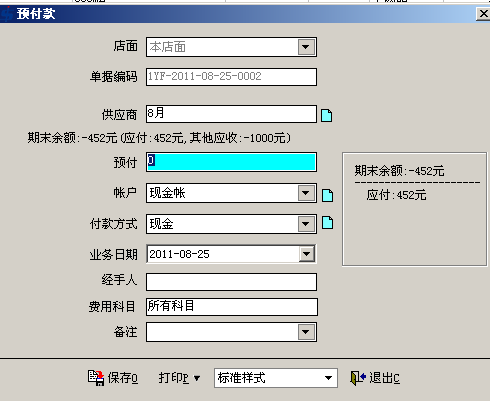 预付款
店面 本店面
单据编码 1YF-2011-08-25-0002
供应商 8月
期末余额:-452元(应付:452元,其他应收:-1000元)
预付 0
帐户 现金帐
付款方式 现金
业务日期 2011-08-25
经手人
费用科目 所有科目
备注
期末余额:-452元
应付:452元
保存O 打印P ▼ 标准样式 退出C